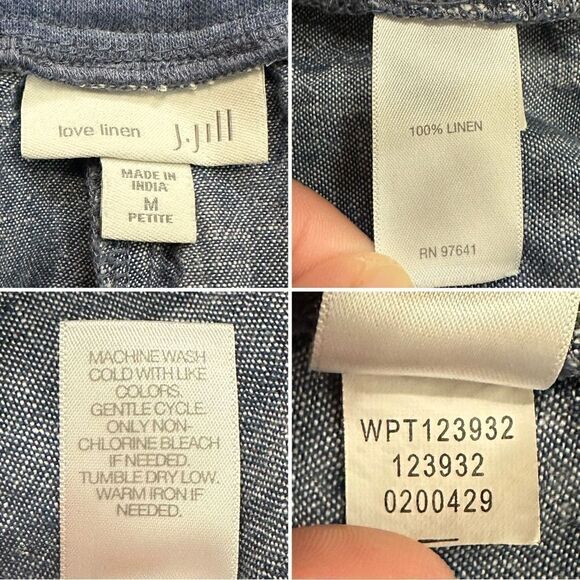 love linen J.Jill
MADE IN
INDIA
M
PETITE
100% LINEN
RN 97641
MACHINE WASH
COLD WITH LIKE
COLORS.
GENTLE CYCLE.
ONLY NON-
CHLORINE BLEACH
IF NEEDED.
TUMBLE DRY LOW.
WARM IRON IF
NEEDED.
WPT123932
123932
0200429